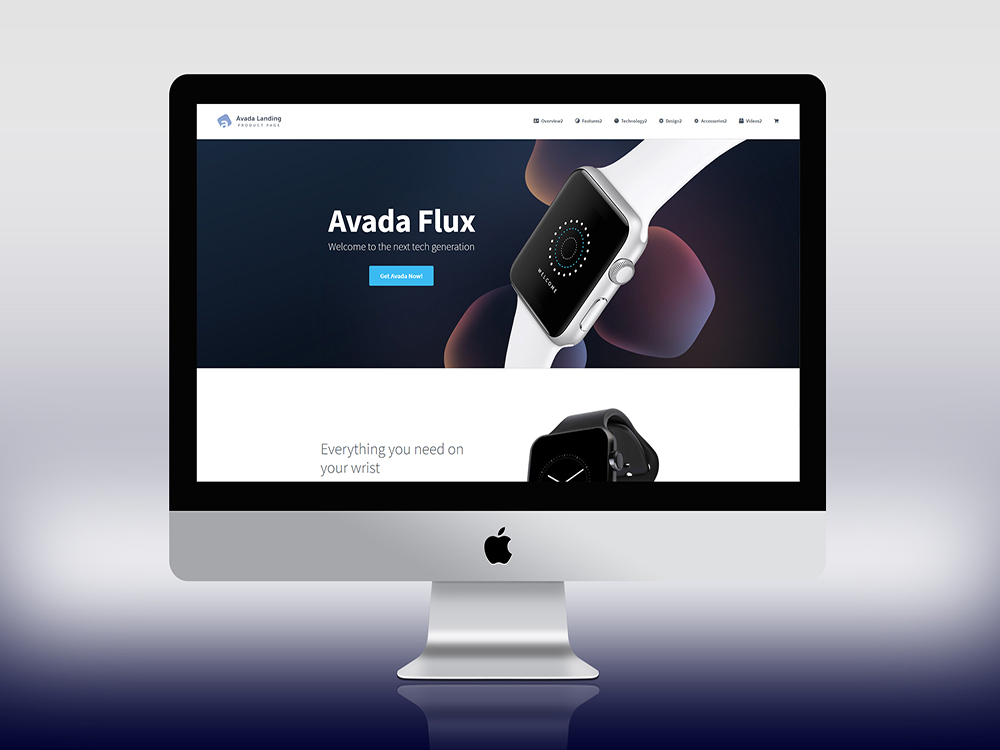 Avada Landing
PRODUCT PAGE
Overview2 Features2 Technology2 Design2 Accessories2 Videos2
Avada Flux
Welcome to the next tech generation
Get Avada Now!
WELCOME
Everything you need on
your wrist